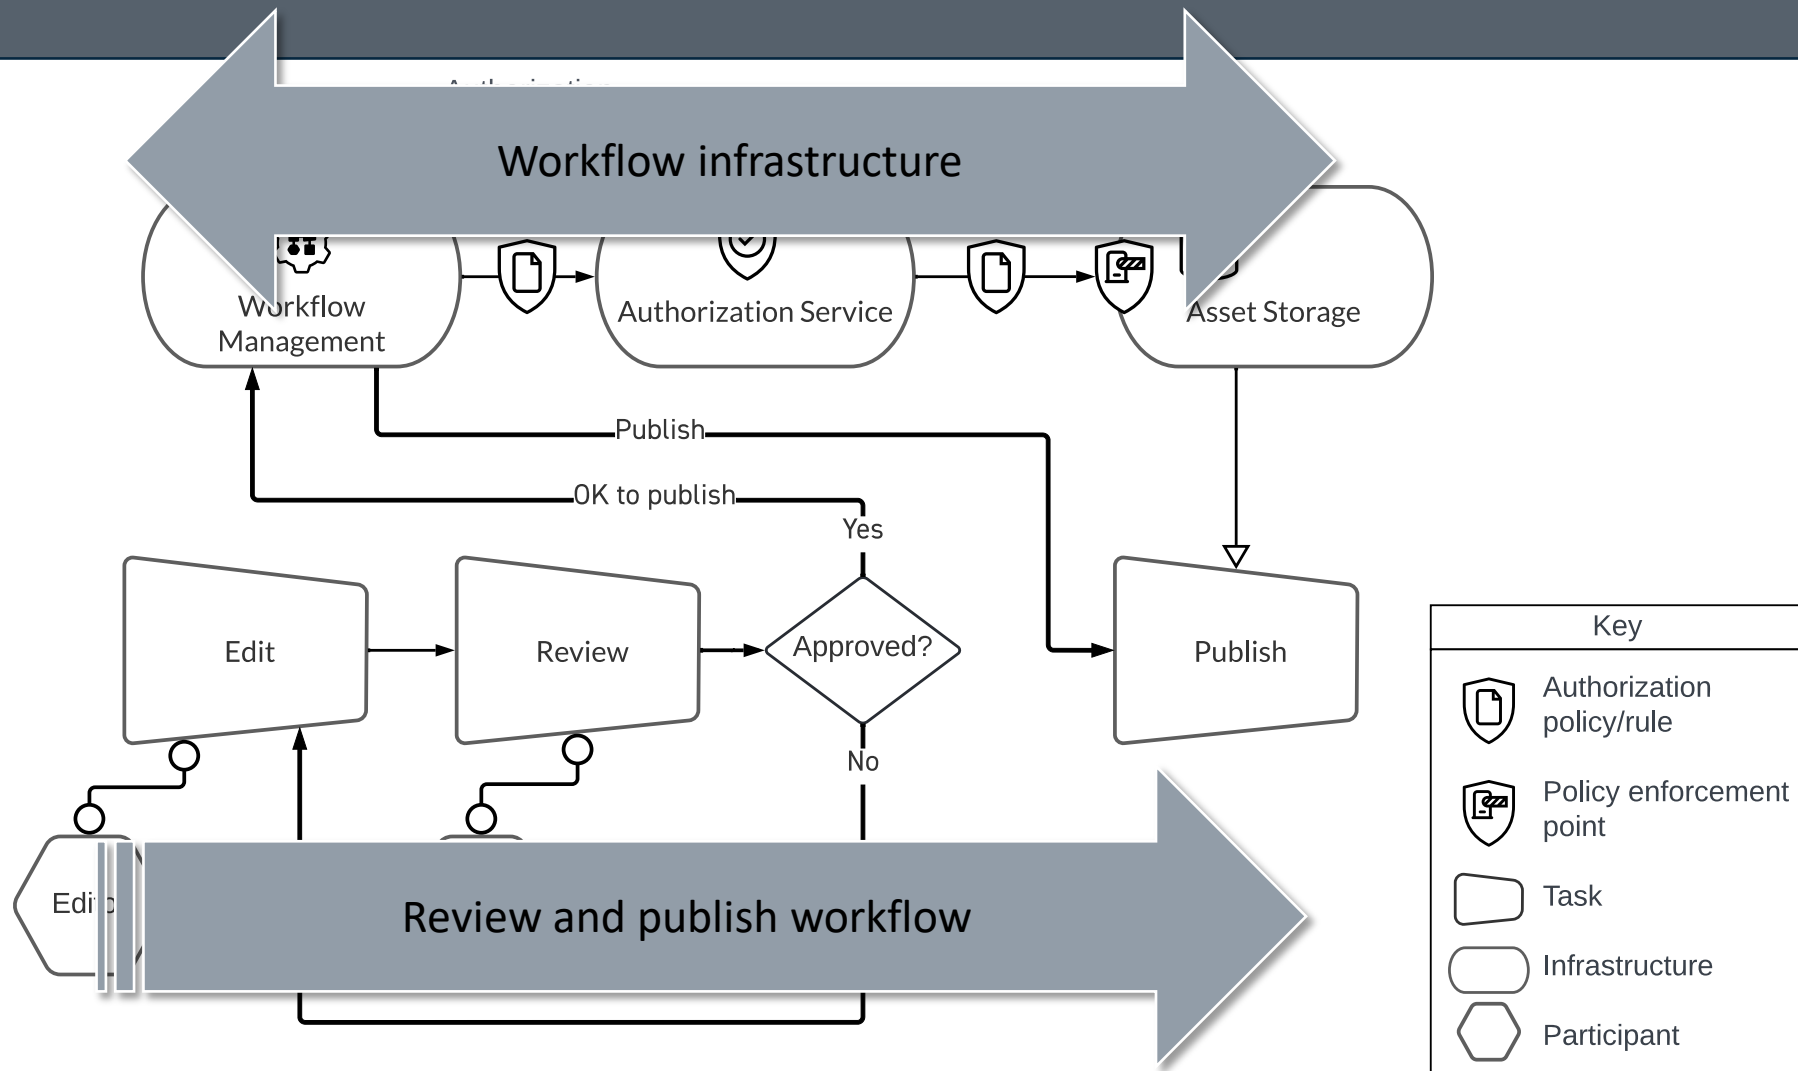 Workflow infrastructure
Workflow
Management
Authorization Service
Asset Storage
Publish
OK to publish
Yes
Edit
Review
Approved?
Publish
No
Review and publish workflow
Key
Authorization
policy/rule
Policy enforcement
point
Task
Infrastructure
Participant